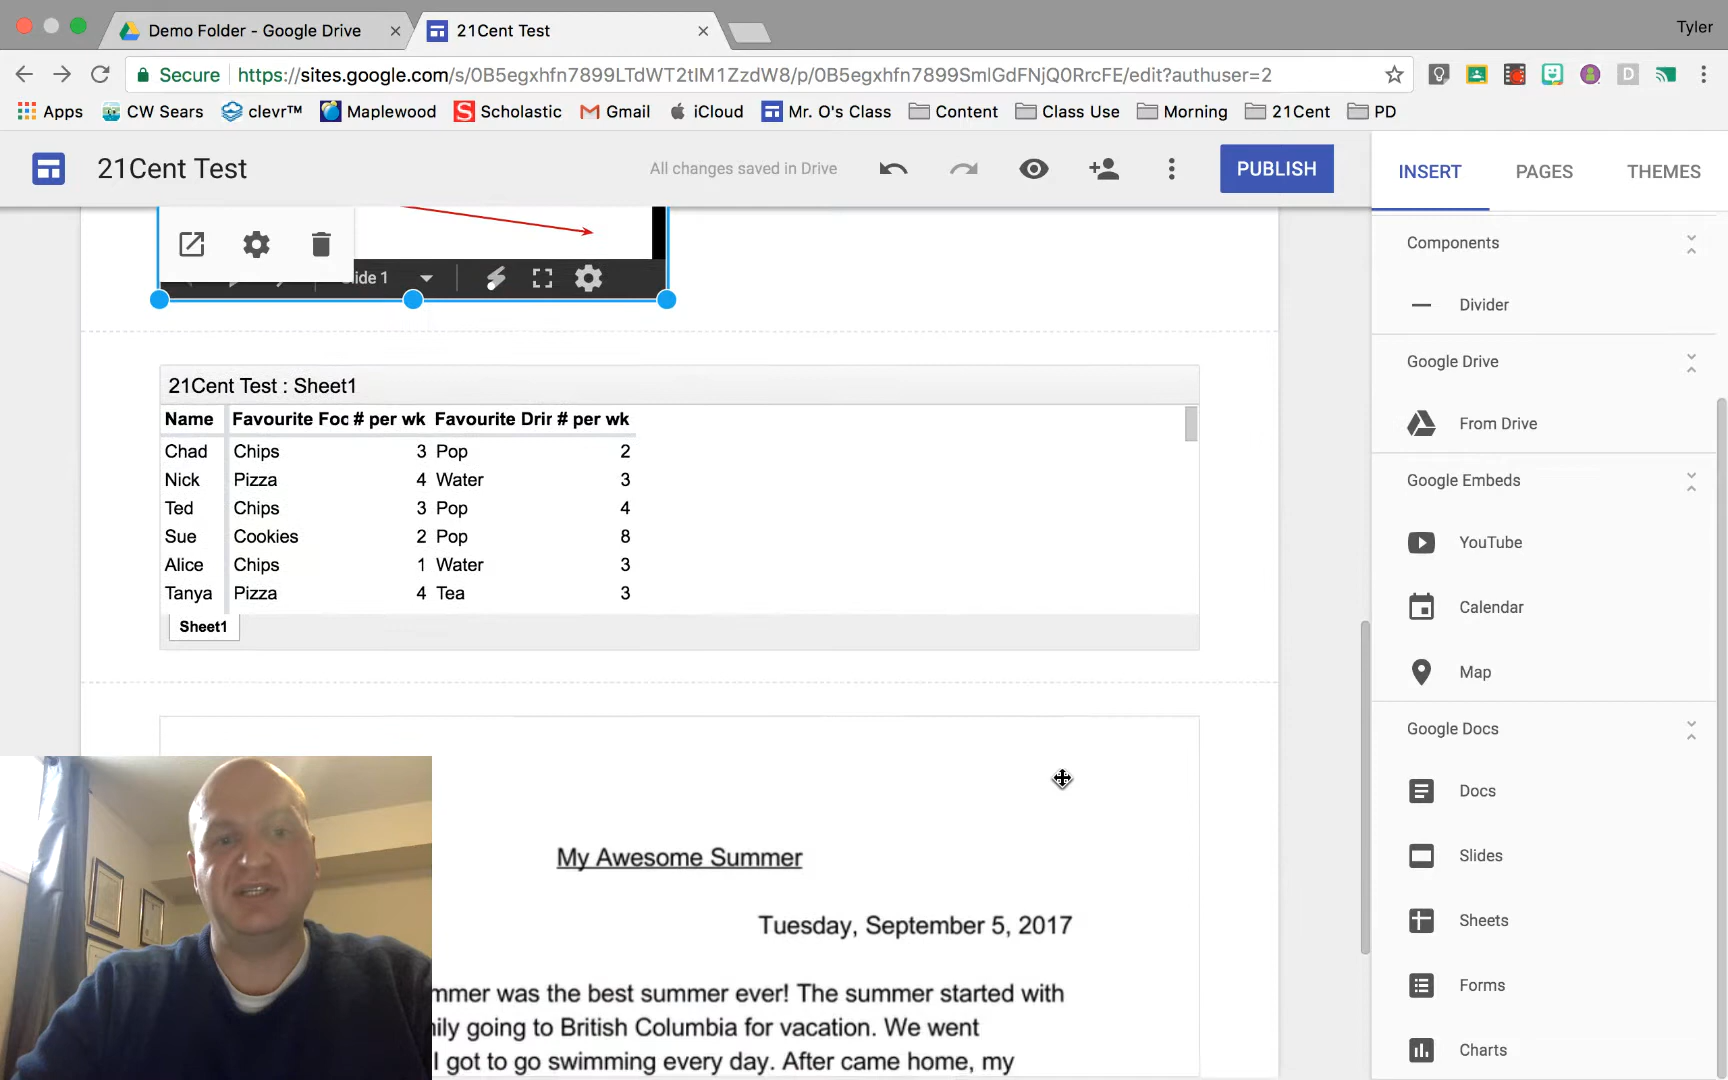 Demo Folder - Google Drive
21Cent Test
Tyler
Secure https://sites.google.com/s/0B5egxhfn7899LTdWT2tlM1ZzdW8/p/0B5egxhfn7899SmlGdFNjQ0RrcFE/edit?authuser=2
Apps CW Sears clevr™ Maplewood Scholastic Gmail iCloud Mr. O's Class Content Class Use Morning 21Cent PD
21Cent Test
All changes saved in Drive
PUBLISH
INSERT PAGES THEMES
Slide 1
21Cent Test : Sheet1
Name Favourite Foc # per wk Favourite Drir # per wk
Chad Chips 3 Pop 2
Nick Pizza 4 Water 3
Ted Chips 3 Pop 4
Sue Cookies 2 Pop 8
Alice Chips 1 Water 3
Tanya Pizza 4 Tea 3
Sheet1
My Awesome Summer
Tuesday, September 5, 2017
mmer was the best summer ever! The summer started with
nily going to British Columbia for vacation. We went
I got to go swimming every day. After came home, my
Components
Divider
Google Drive
From Drive
Google Embeds
YouTube
Calendar
Map
Google Docs
Docs
Slides
Sheets
Forms
Charts